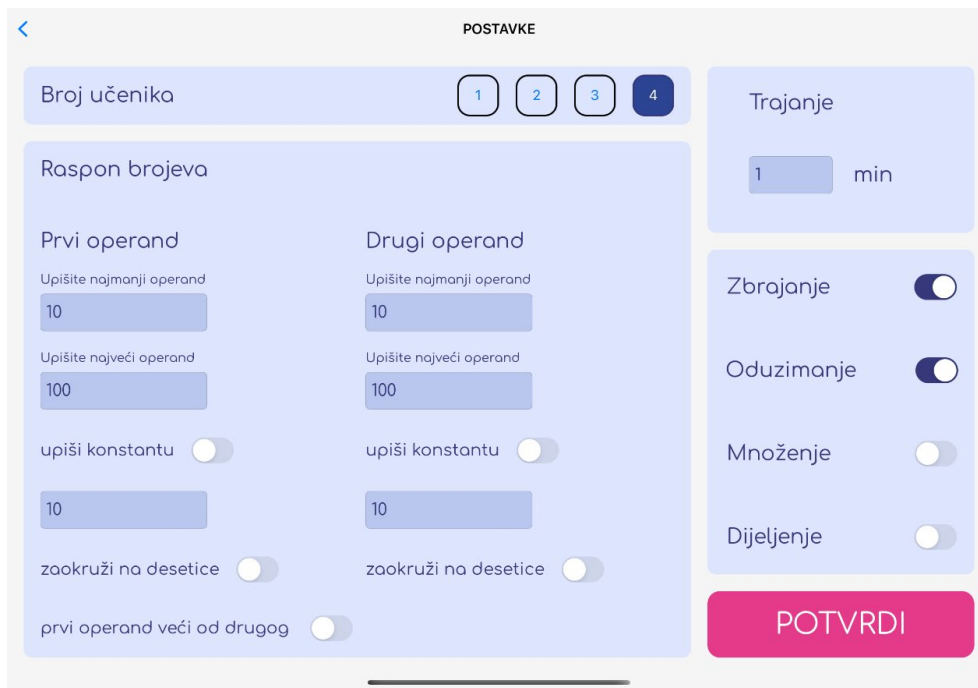 POSTAVKE
Broj učenika
1 2 3 4
Raspon brojeva
Prvi operand
Upišite najmanji operand
10
Upišite najveći operand
100
upiši konstantu
10
zaokruži na desetice
prvi operand veći od drugog
Drugi operand
Upišite najmanji operand
10
Upišite najveći operand
100
upiši konstantu
10
zaokruži na desetice
Trajanje
1 min
Zbrajanje
Oduzimanje
Množenje
Dijeljenje
POTVRDI